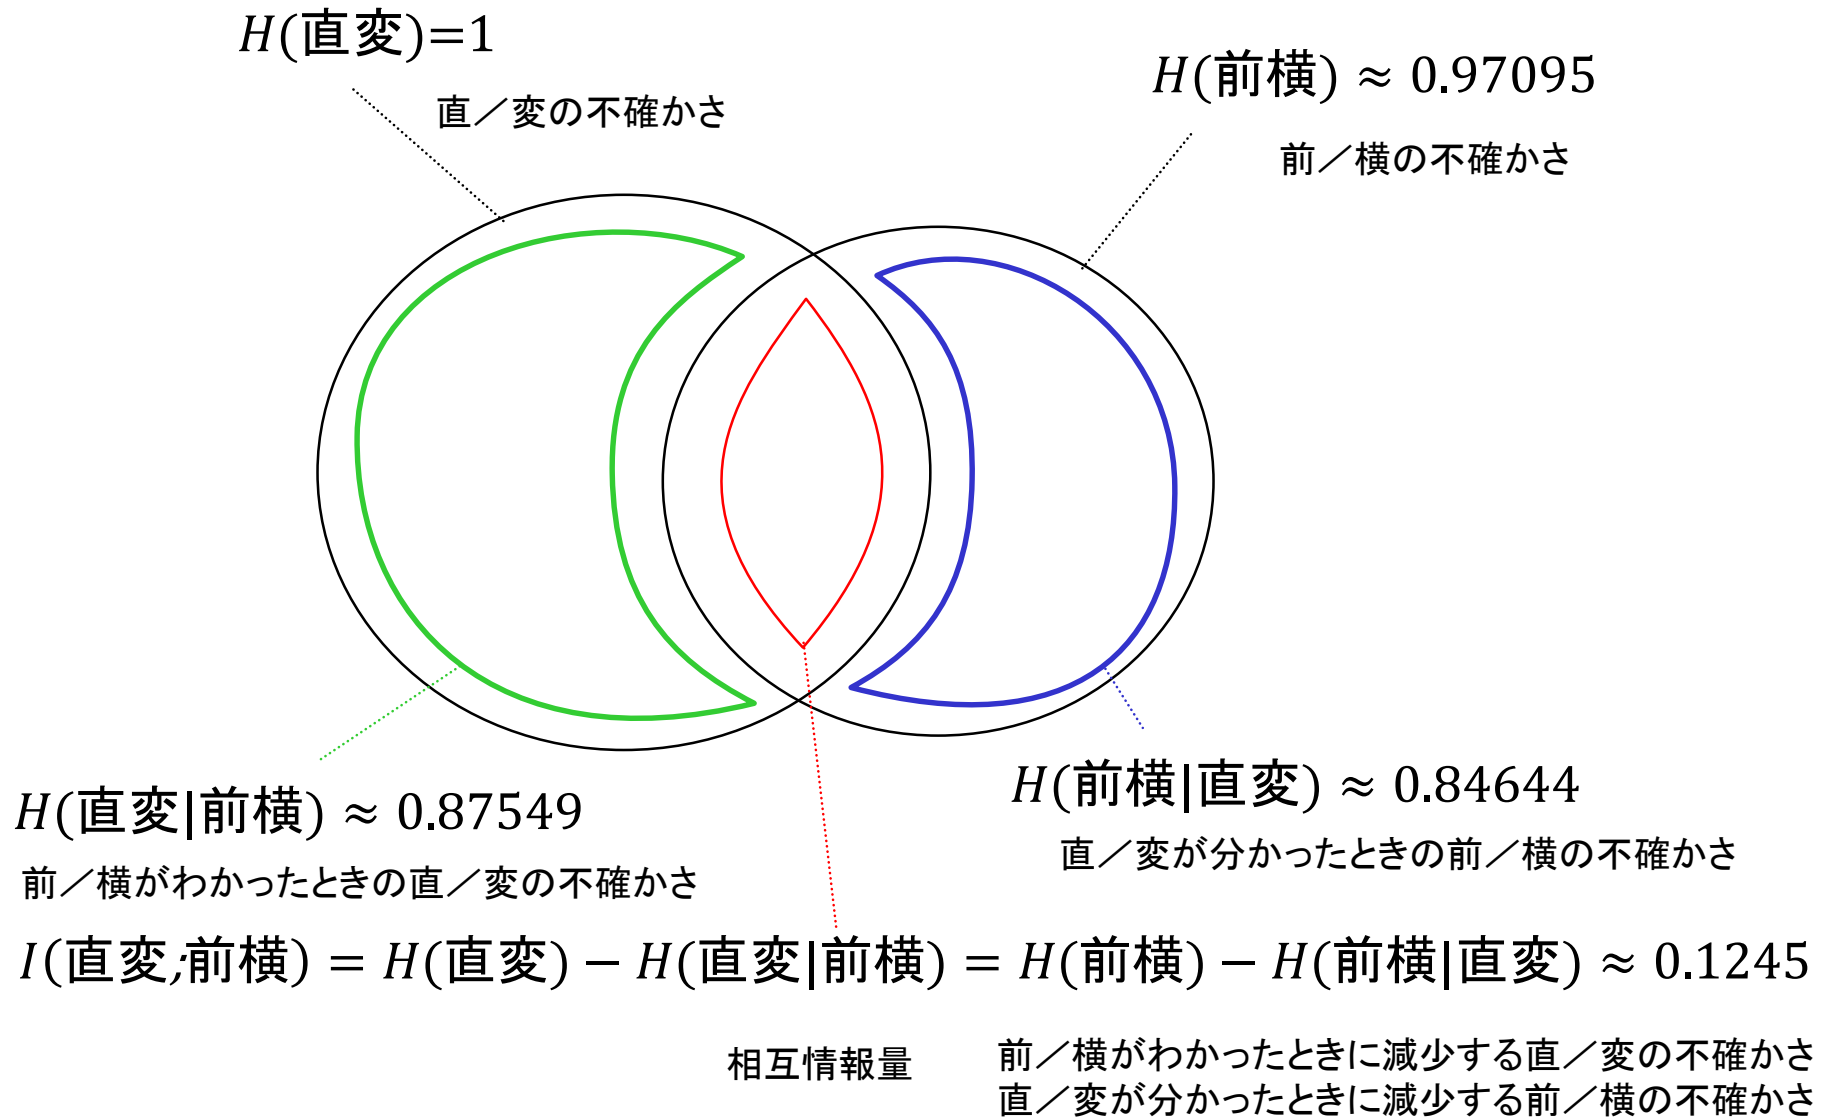 H(直変)=1
直／変の不確かさ
H(前横) ≈ 0.97095
前／横の不確かさ
H(直変|前横) ≈ 0.87549
前／横がわかったときの直／変の不確かさ
H(前横|直変) ≈ 0.84644
直／変が分かったときの前／横の不確かさ
I(直変;前横) = H(直変) − H(直変|前横) = H(前横) − H(前横|直変) ≈ 0.1245
相互情報量
前／横がわかったときに減少する直／変の不確かさ
直／変が分かったときに減少する前／横の不確かさ